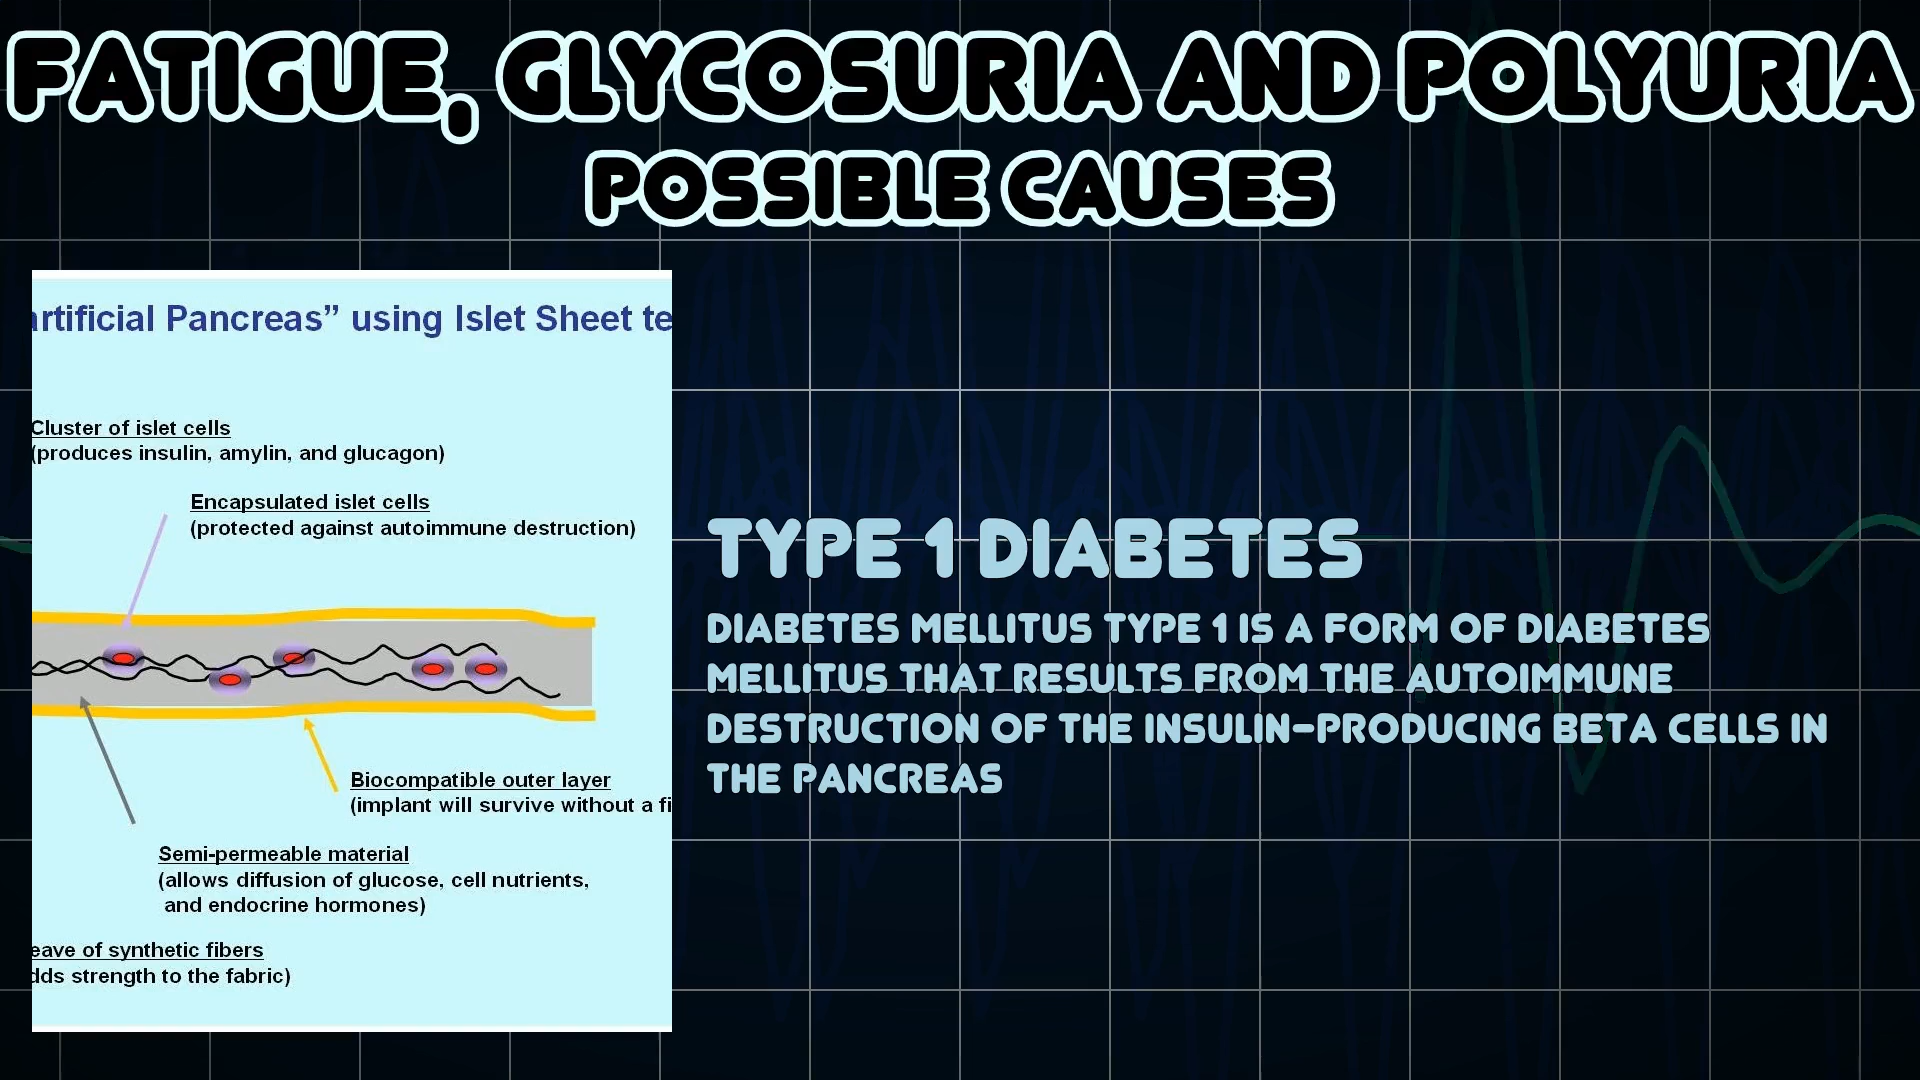 FATIGUE, GLYCOSURIA AND POLYURIA
POSSIBLE CAUSES
artificial Pancreas” using Islet Sheet te
Cluster of islet cells
(produces insulin, amylin, and glucagon)
Encapsulated islet cells
(protected against autoimmune destruction)
Biocompatible outer layer
(implant will survive without a fi
Semi-permeable material
(allows diffusion of glucose, cell nutrients,
and endocrine hormones)
eave of synthetic fibers
dds strength to the fabric)
TYPE 1 DIABETES
DIABETES MELLITUS TYPE 1 IS A FORM OF DIABETES
MELLITUS THAT RESULTS FROM THE AUTOIMMUNE
DESTRUCTION OF THE INSULIN-PRODUCING BETA CELLS IN
THE PANCREAS